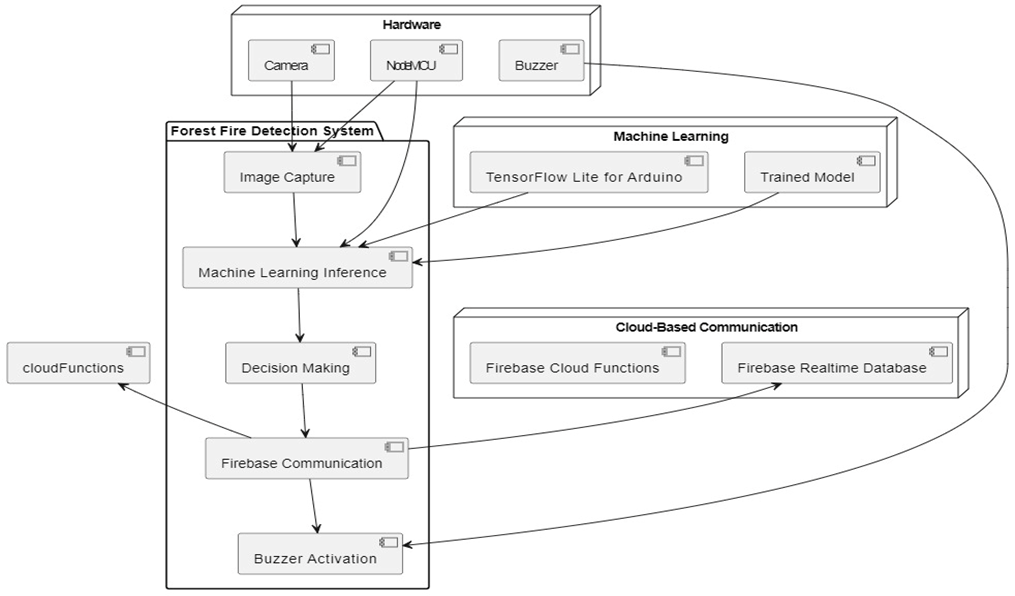 Hardware
Camera
NodeMCU
Buzzer
Forest Fire Detection System
Machine Learning
Image Capture
TensorFlow Lite for Arduino
Trained Model
Machine Learning Inference
Cloud-Based Communication
cloudFunctions
Decision Making
Firebase Cloud Functions
Firebase Realtime Database
Firebase Communication
Buzzer Activation